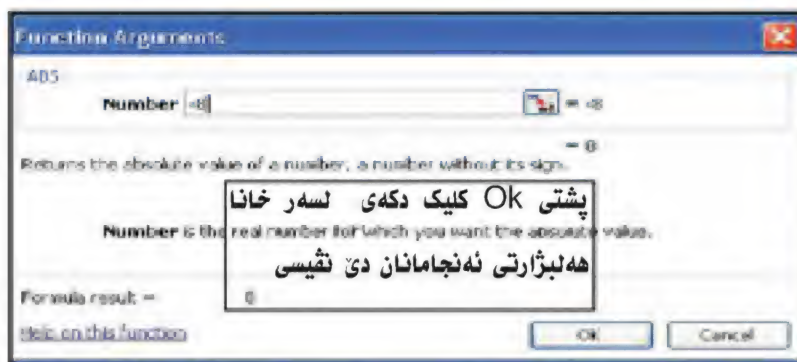 Function Arguments
ABS
Number -8 = -8
= 8
Returns the absolute value of a number, a number without its sign.
پشتی Ok کلیک دکەی لسەر خانا
Number is the real number for which you want the absolute value.
هەلبژارتی ئەنجامانان دێ نڤیسی
Formula result = 8
Help on this function OK Cancel